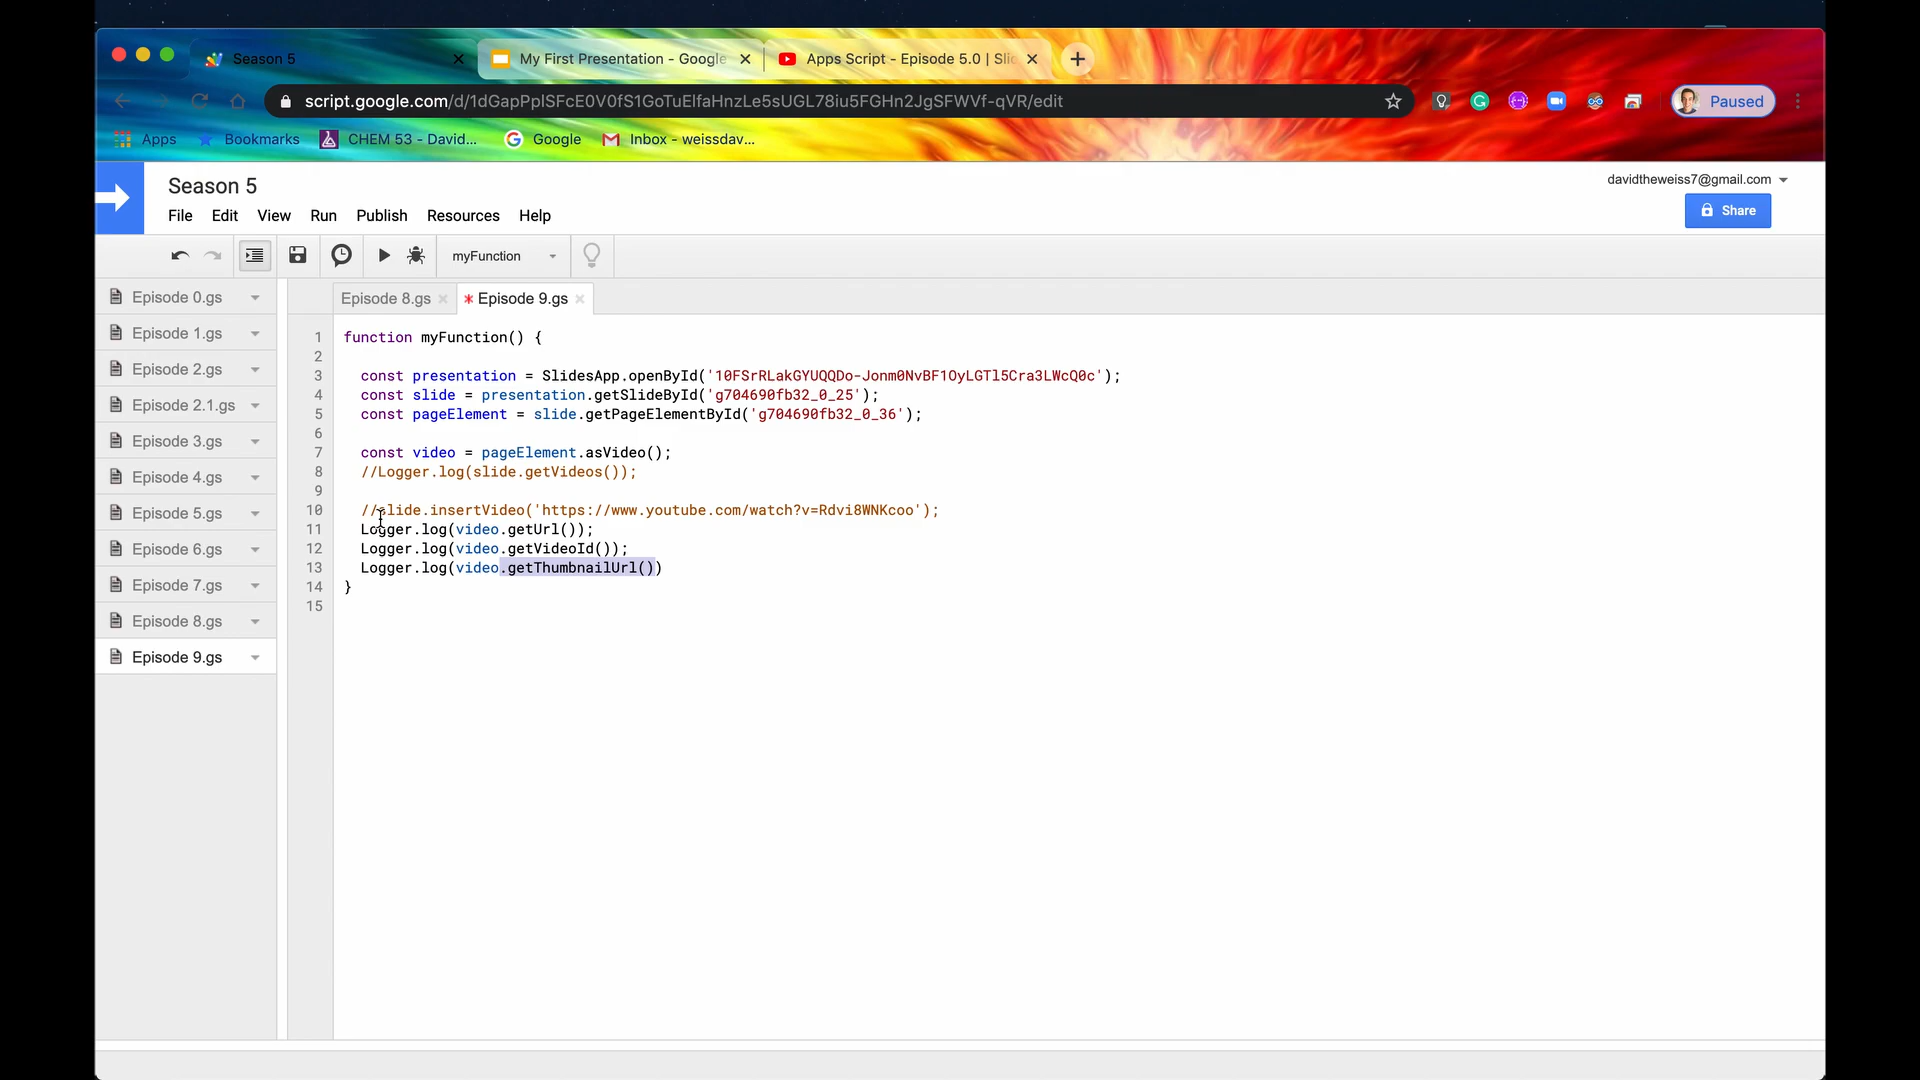 Season 5
My First Presentation - Google
Apps Script - Episode 5.0 | Slic
script.google.com/d/1dGapPplSFcE0V0fS1GoTuElfaHnzLe5sUGL78iu5FGHn2JgSFWVf-qVR/edit
Paused
Apps
Bookmarks
CHEM 53 - David...
Google
Inbox - weissdav...
Season 5
davidtheweiss7@gmail.com
File Edit View Run Publish Resources Help
Share
myFunction
Episode 0.gs
Episode 1.gs
Episode 2.gs
Episode 2.1.gs
Episode 3.gs
Episode 4.gs
Episode 5.gs
Episode 6.gs
Episode 7.gs
Episode 8.gs
Episode 9.gs
Episode 8.gs
* Episode 9.gs
1 function myFunction() {
2
3 const presentation = SlidesApp.openById('10FSrRLakGYUQQDo-Jonm0NvBF1OyLGTl5Cra3LWcQ0c');
4 const slide = presentation.getSlideById('g704690fb32_0_25');
5 const pageElement = slide.getPageElementById('g704690fb32_0_36');
6
7 const video = pageElement.asVideo();
8 //Logger.log(slide.getVideos());
9
10 //slide.insertVideo('https://www.youtube.com/watch?v=Rdvi8WNKcoo');
11 Logger.log(video.getUrl());
12 Logger.log(video.getVideoId());
13 Logger.log(video.getThumbnailUrl())
14 }
15